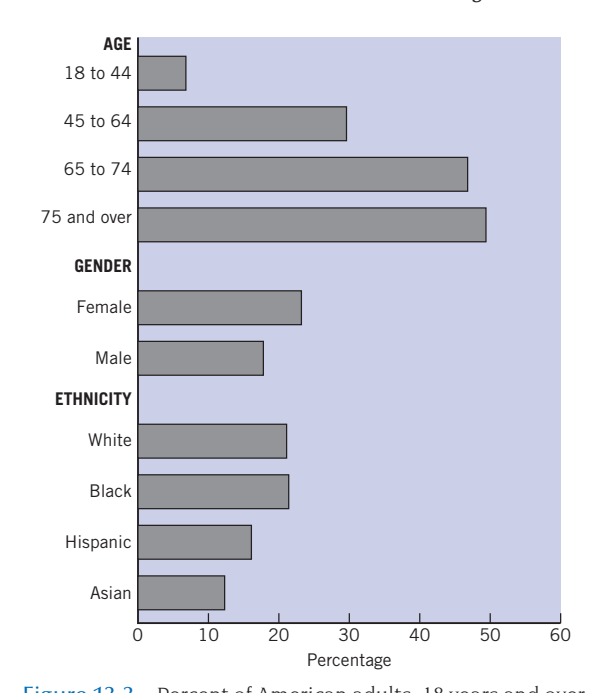 AGE
18 to 44
45 to 64
65 to 74
75 and over
GENDER
Female
Male
ETHNICITY
White
Black
Hispanic
Asian
0 10 20 30 40 50 60
Percentage
Figure 13-3 Percent of American adults, 18 years and over